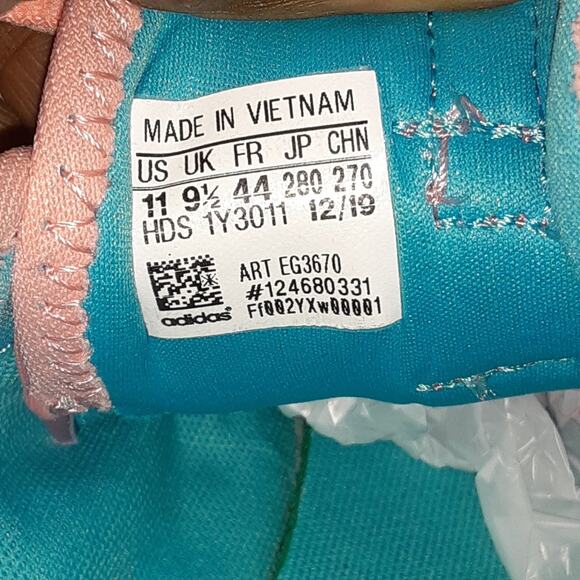 MADE IN VIETNAM
US UK FR JP CHN
11 9½ 44 280 270
HDS 1Y3011 12/19
ART EG3670
#124680331
Ff002YXw00001
adidas